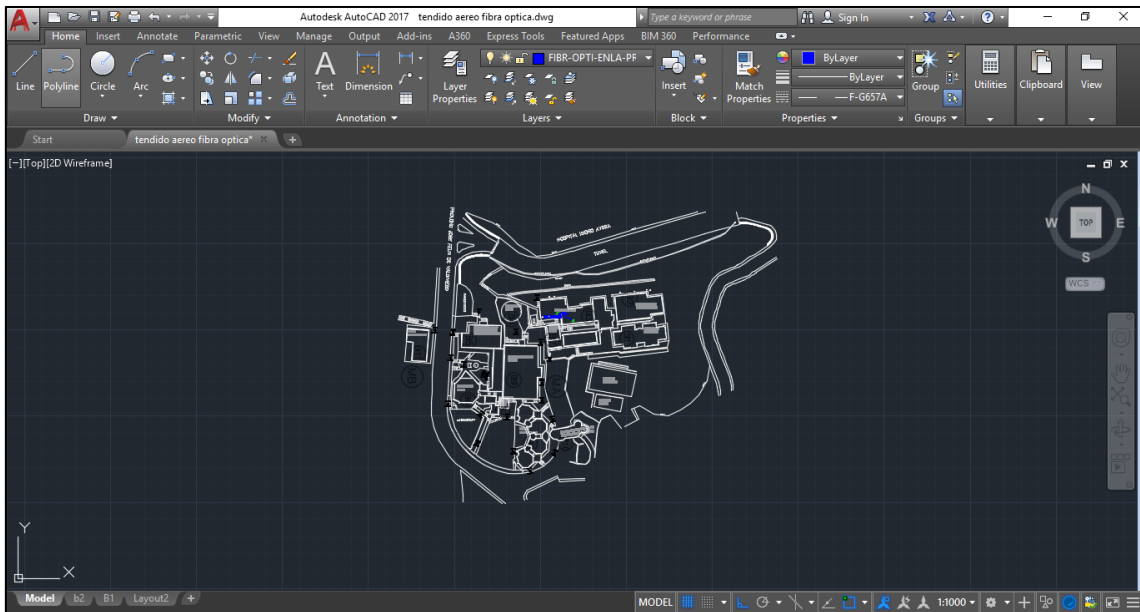 Autodesk AutoCAD 2017 tendido aereo fibra optica.dwg
Type a keyword or phrase
Sign In
Home Insert Annotate Parametric View Manage Output Add-ins A360 Express Tools Featured Apps BIM 360 Performance
FIBR-OPTI-ENLA-PF
ByLayer
ByLayer
F-G657A
Line Polyline Circle Arc
Text Dimension
Layer Properties
Insert
Match Properties
Group
Utilities Clipboard View
Draw Modify Annotation Layers Block Properties Groups
Start tendido aereo fibra optica* +
[−][Top][2D Wireframe]
N
W TOP E
S
WCS
TUNEL
MB
Y
X
Model b2 B1 Layout2 +
MODEL 1:1000